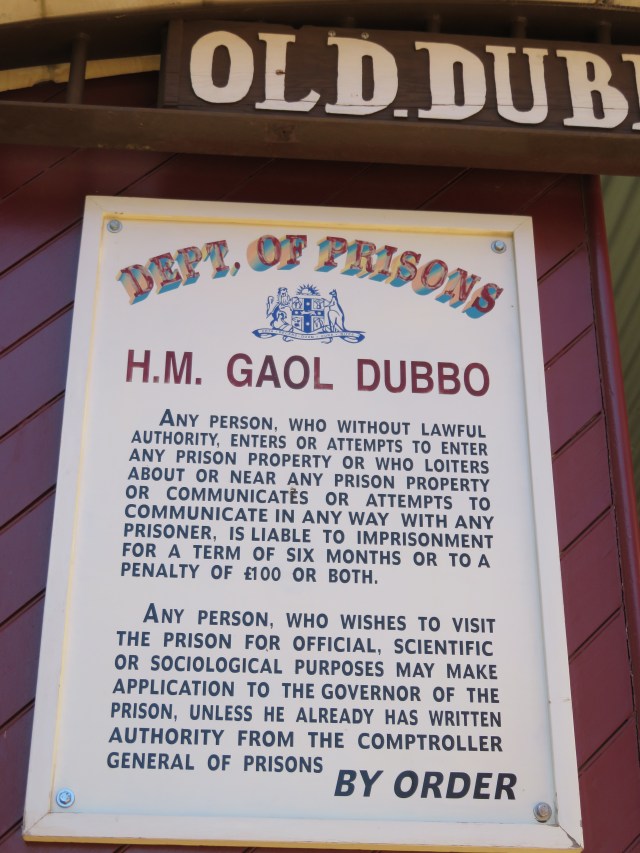 OLD.DUB
DEPT. OF PRISONS
H.M. GAOL DUBBO
ANY PERSON, WHO WITHOUT LAWFUL
AUTHORITY, ENTERS OR ATTEMPTS TO ENTER
ANY PRISON PROPERTY OR WHO LOITERS
ABOUT OR NEAR ANY PRISON PROPERTY
OR COMMUNICATES OR ATTEMPTS TO
COMMUNICATE IN ANY WAY WITH ANY
PRISONER, IS LIABLE TO IMPRISONMENT
FOR A TERM OF SIX MONTHS OR TO A
PENALTY OF £100 OR BOTH.
ANY PERSON, WHO WISHES TO VISIT
THE PRISON FOR OFFICIAL, SCIENTIFIC
OR SOCIOLOGICAL PURPOSES MAY MAKE
APPLICATION TO THE GOVERNOR OF THE
PRISON, UNLESS HE ALREADY HAS WRITTEN
AUTHORITY FROM THE COMPTROLLER
GENERAL OF PRISONS
BY ORDER